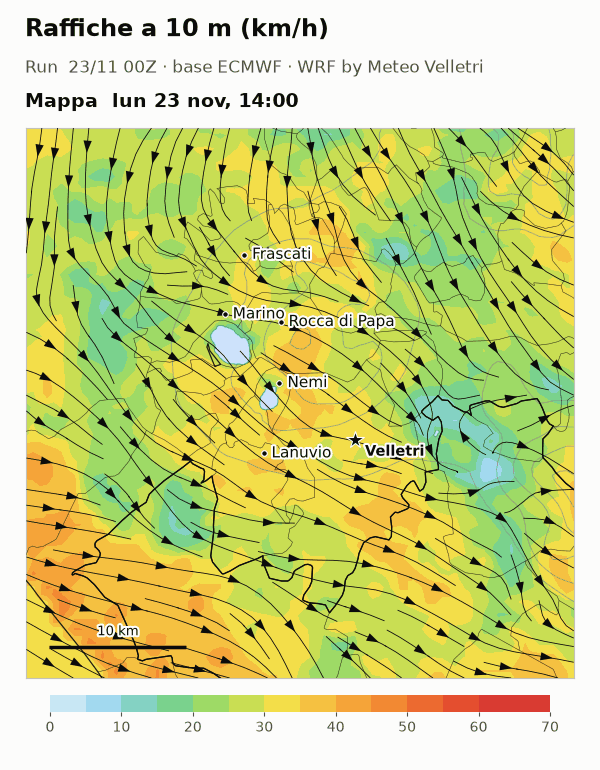 Raffiche a 10 m (km/h)
Run  23/11 00Z · base ECMWF · WRF by Meteo Velletri
Mappa  lun 23 nov, 14:00
Frascati
Marino
Rocca di Papa
Nemi
Velletri
Lanuvio
10 km
0 10 20 30 40 50 60 70